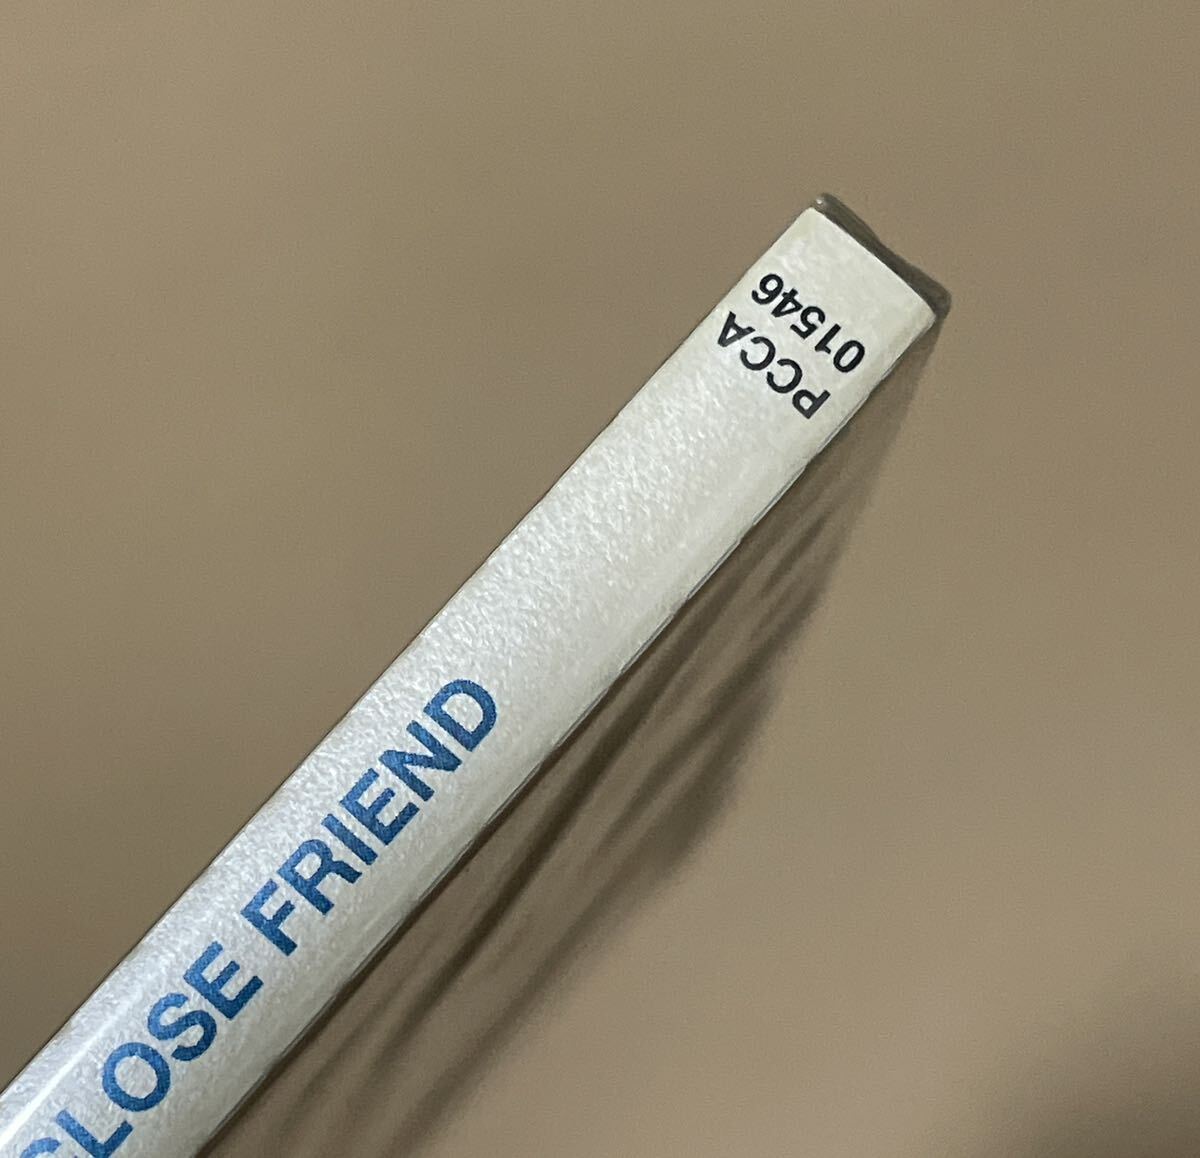 CLOSE FRIEND
PCCA
01546